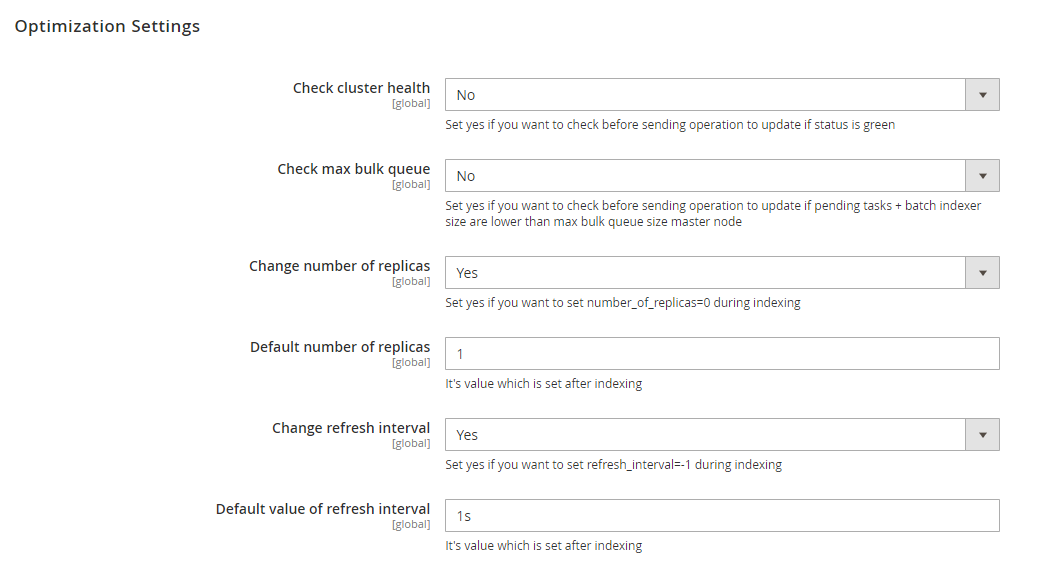 Optimization Settings
Check cluster health
[global]
No
Set yes if you want to check before sending operation to update if status is green
Check max bulk queue
[global]
No
Set yes if you want to check before sending operation to update if pending tasks + batch indexer
size are lower than max bulk queue size master node
Change number of replicas
[global]
Yes
Set yes if you want to set number_of_replicas=0 during indexing
Default number of replicas
[global]
1
It's value which is set after indexing
Change refresh interval
[global]
Yes
Set yes if you want to set refresh_interval=-1 during indexing
Default value of refresh interval
[global]
1s
It's value which is set after indexing